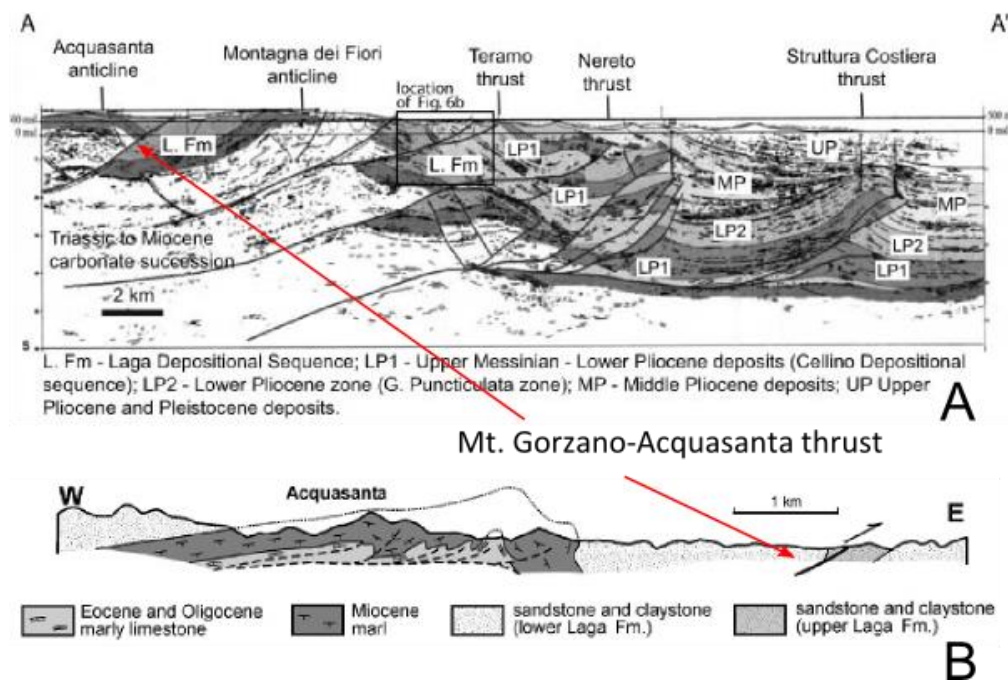 A
A'
Acquasanta
anticline
Montagna dei Fiori
anticline
Teramo
thrust
Nereto
thrust
Struttura Costiera
thrust
location
of Fig. 6b
L. Fm
L. Fm
LP1
UP
LP1
MP
MP
LP2
LP2
LP1
LP1
Triassic to Miocene
carbonate succession
2 km
5
L. Fm - Laga Depositional Sequence; LP1 - Upper Messinian - Lower Pliocene deposits (Cellino Depositional
sequence); LP2 - Lower Pliocene zone (G. Puncticulata zone); MP - Middle Pliocene deposits; UP Upper
Pliocene and Pleistocene deposits.
A
Mt. Gorzano-Acquasanta thrust
W
Acquasanta
1 km
E
Eocene and Oligocene
marly limestone
Miocene
marl
sandstone and claystone
(lower Laga Fm.)
sandstone and claystone
(upper Laga Fm.)
B